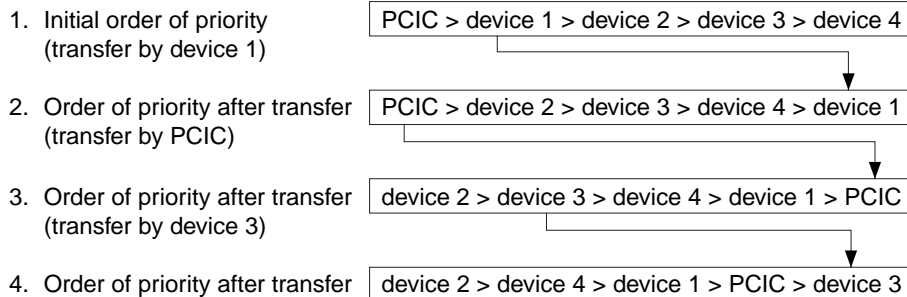 1. Initial order of priority
(transfer by device 1)
PCIC > device 1 > device 2 > device 3 > device 4
2. Order of priority after transfer
(transfer by PCIC)
PCIC > device 2 > device 3 > device 4 > device 1
3. Order of priority after transfer
(transfer by device 3)
device 2 > device 3 > device 4 > device 1 > PCIC
4. Order of priority after transfer
device 2 > device 4 > device 1 > PCIC > device 3